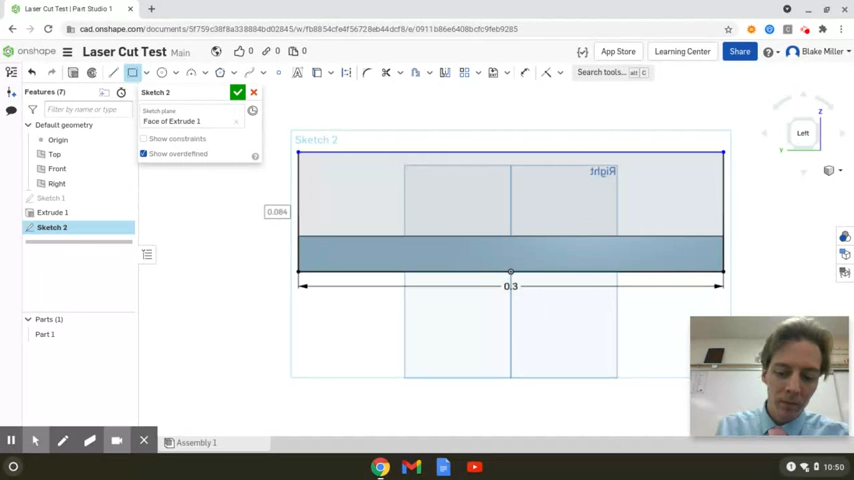 Laser Cut Test | Part Studio 1
cad.onshape.com/documents/5f759c3f1a338884bd02845/w/fb8854cfe4f56728eb44dcf8/e/0911b86e6408bcfc9feb9285
onshape
Laser Cut Test Main
0
0
0
App Store
Learning Center
Share
Blake Miller
Search tools... alt C
Features (7)
Filter by name or type
Default geometry
Origin
Top
Front
Right
Sketch 1
Extrude 1
Sketch 2
Parts (1)
Part 1
Sketch 2
Sketch plane
Face of Extrude 1
Show constraints
Show overdefined
Sketch 2
Right
0.084
0.3
Z
Left
Y
Assembly 1
10:50